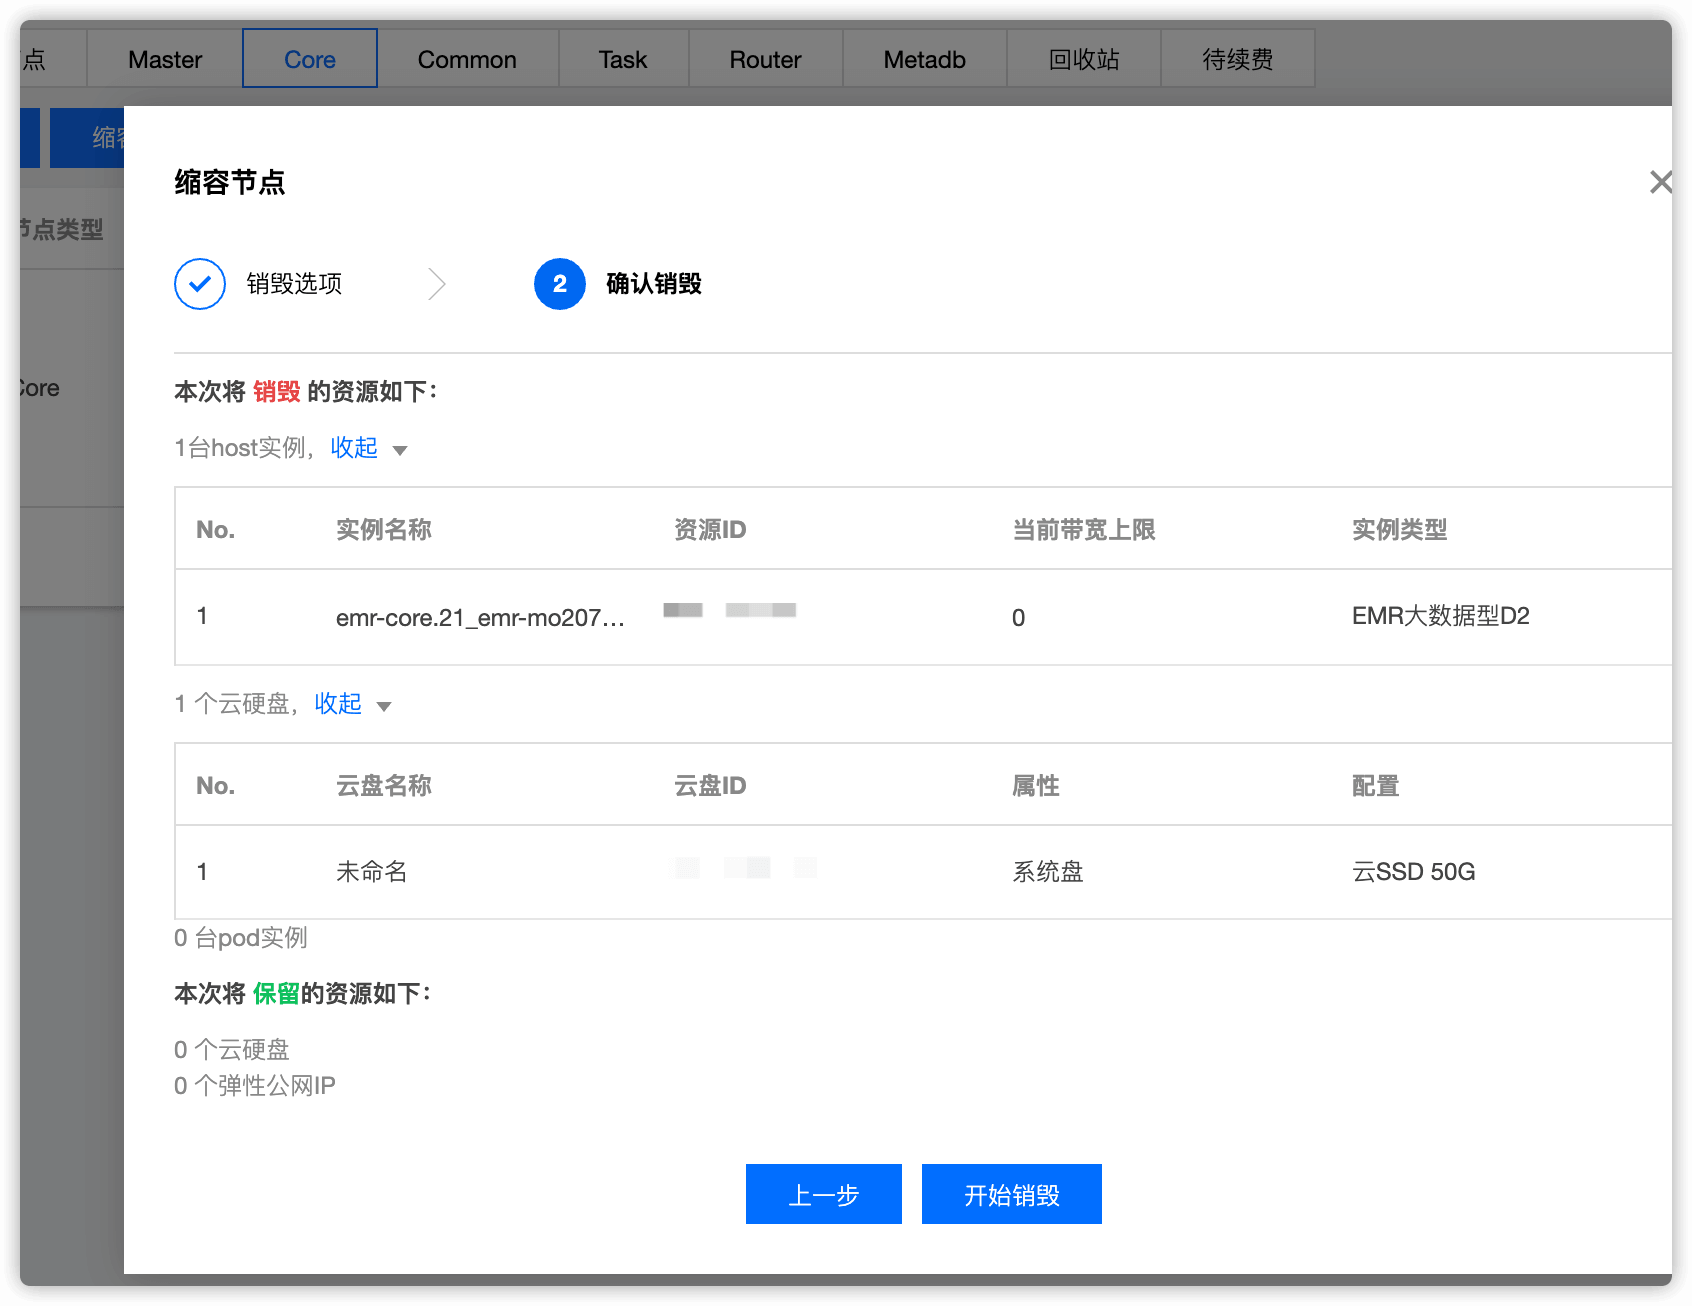 点 Master Core Common Task Router Metadb 回收站 待续费
缩容
缩容节点
节点类型
销毁选项 2 确认销毁
本次将 销毁 的资源如下：
Core
1台host实例， 收起
No. 实例名称 资源ID 当前带宽上限 实例类型
1 emr-core.21_emr-mo207... 0 EMR大数据型D2
1 个云硬盘， 收起
No. 云盘名称 云盘ID 属性 配置
1 未命名 系统盘 云SSD 50G
0 台pod实例
本次将 保留的资源如下：
0 个云硬盘
0 个弹性公网IP
上一步 开始销毁